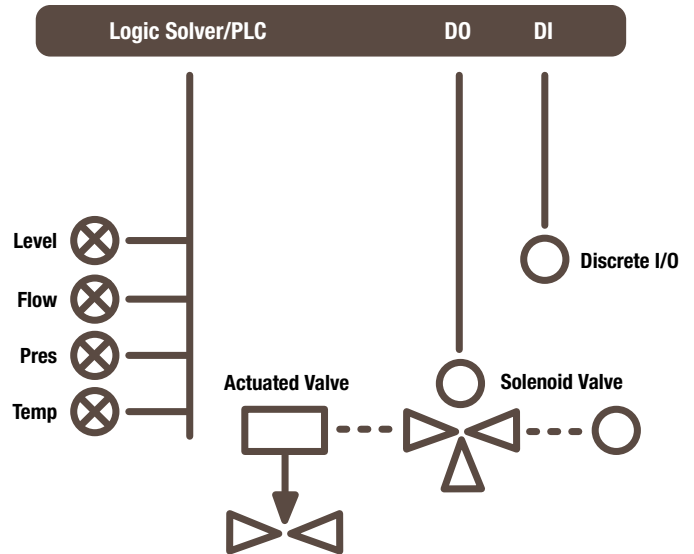 Logic Solver/PLC DO DI
Level
Discrete I/O
Flow
Pres
Actuated Valve Solenoid Valve
Temp